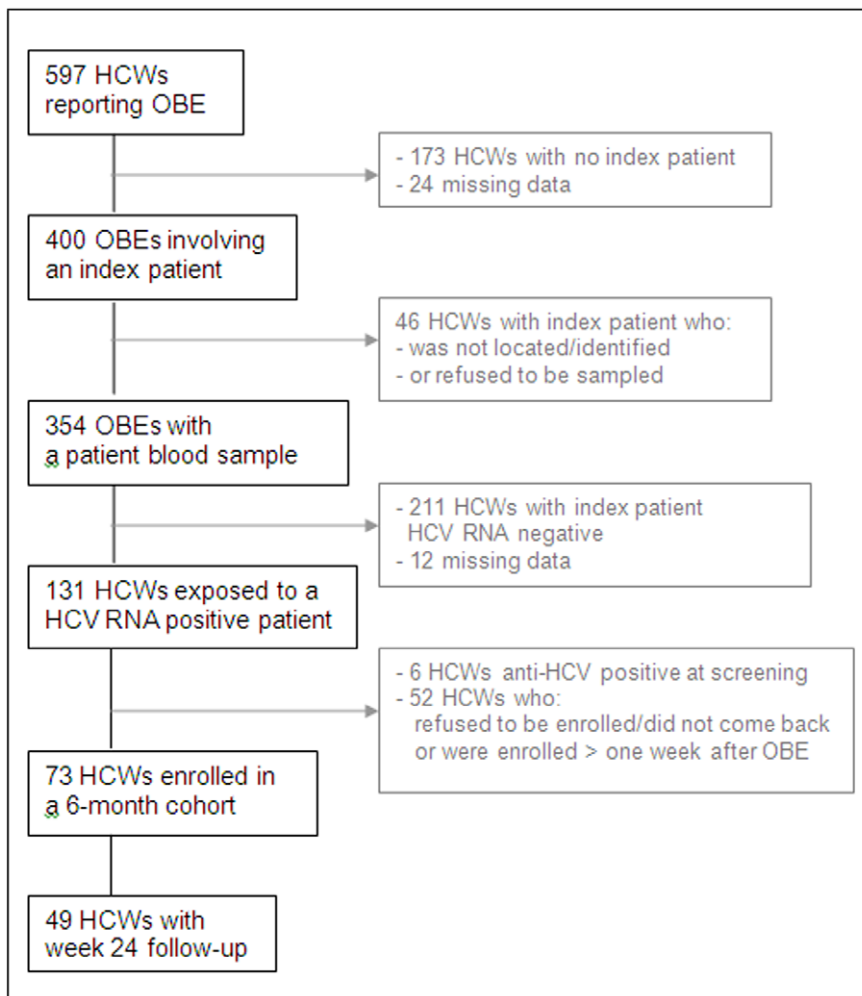 597 HCWs
reporting OBE
- 173 HCWs with no index patient
- 24 missing data
400 OBEs involving
an index patient
46 HCWs with index patient who:
- was not located/identified
- or refused to be sampled
354 OBEs with
a patient blood sample
- 211 HCWs with index patient
HCV RNA negative
- 12 missing data
131 HCWs exposed to a
HCV RNA positive patient
- 6 HCWs anti-HCV positive at screening
- 52 HCWs who:
refused to be enrolled/did not come back
or were enrolled > one week after OBE
73 HCWs enrolled in
a 6-month cohort
49 HCWs with
week 24 follow-up